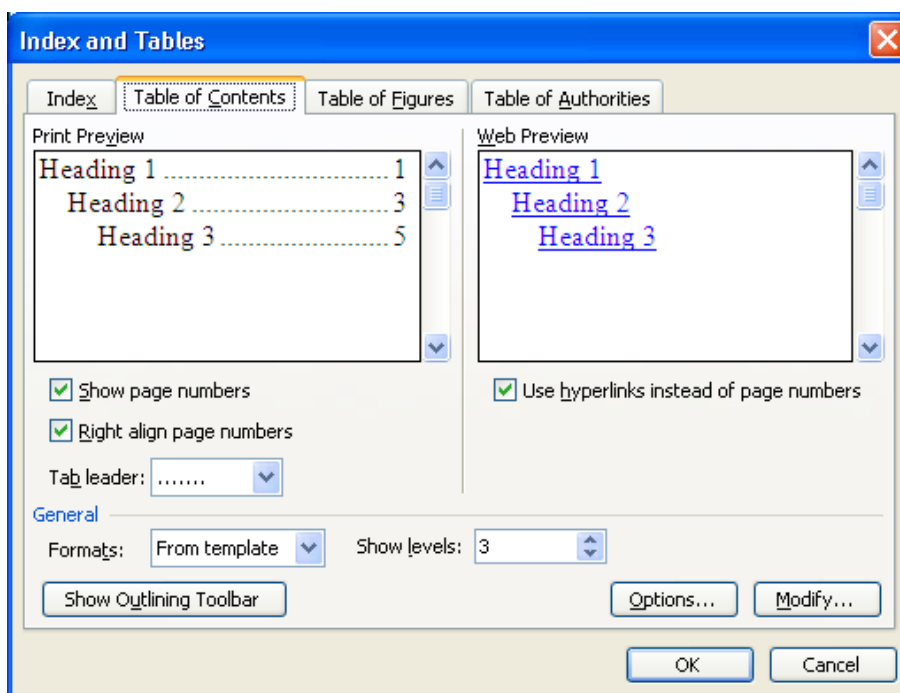 Index and Tables
Index Table of Contents Table of Figures Table of Authorities
Print Preview
Heading 1 ................................ 1
Heading 2 ............................ 3
Heading 3 ........................ 5
Web Preview
Heading 1
Heading 2
Heading 3
Show page numbers
Right align page numbers
Tab leader: .......
Use hyperlinks instead of page numbers
General
Formats: From template Show levels: 3
Show Outlining Toolbar Options... Modify...
OK Cancel